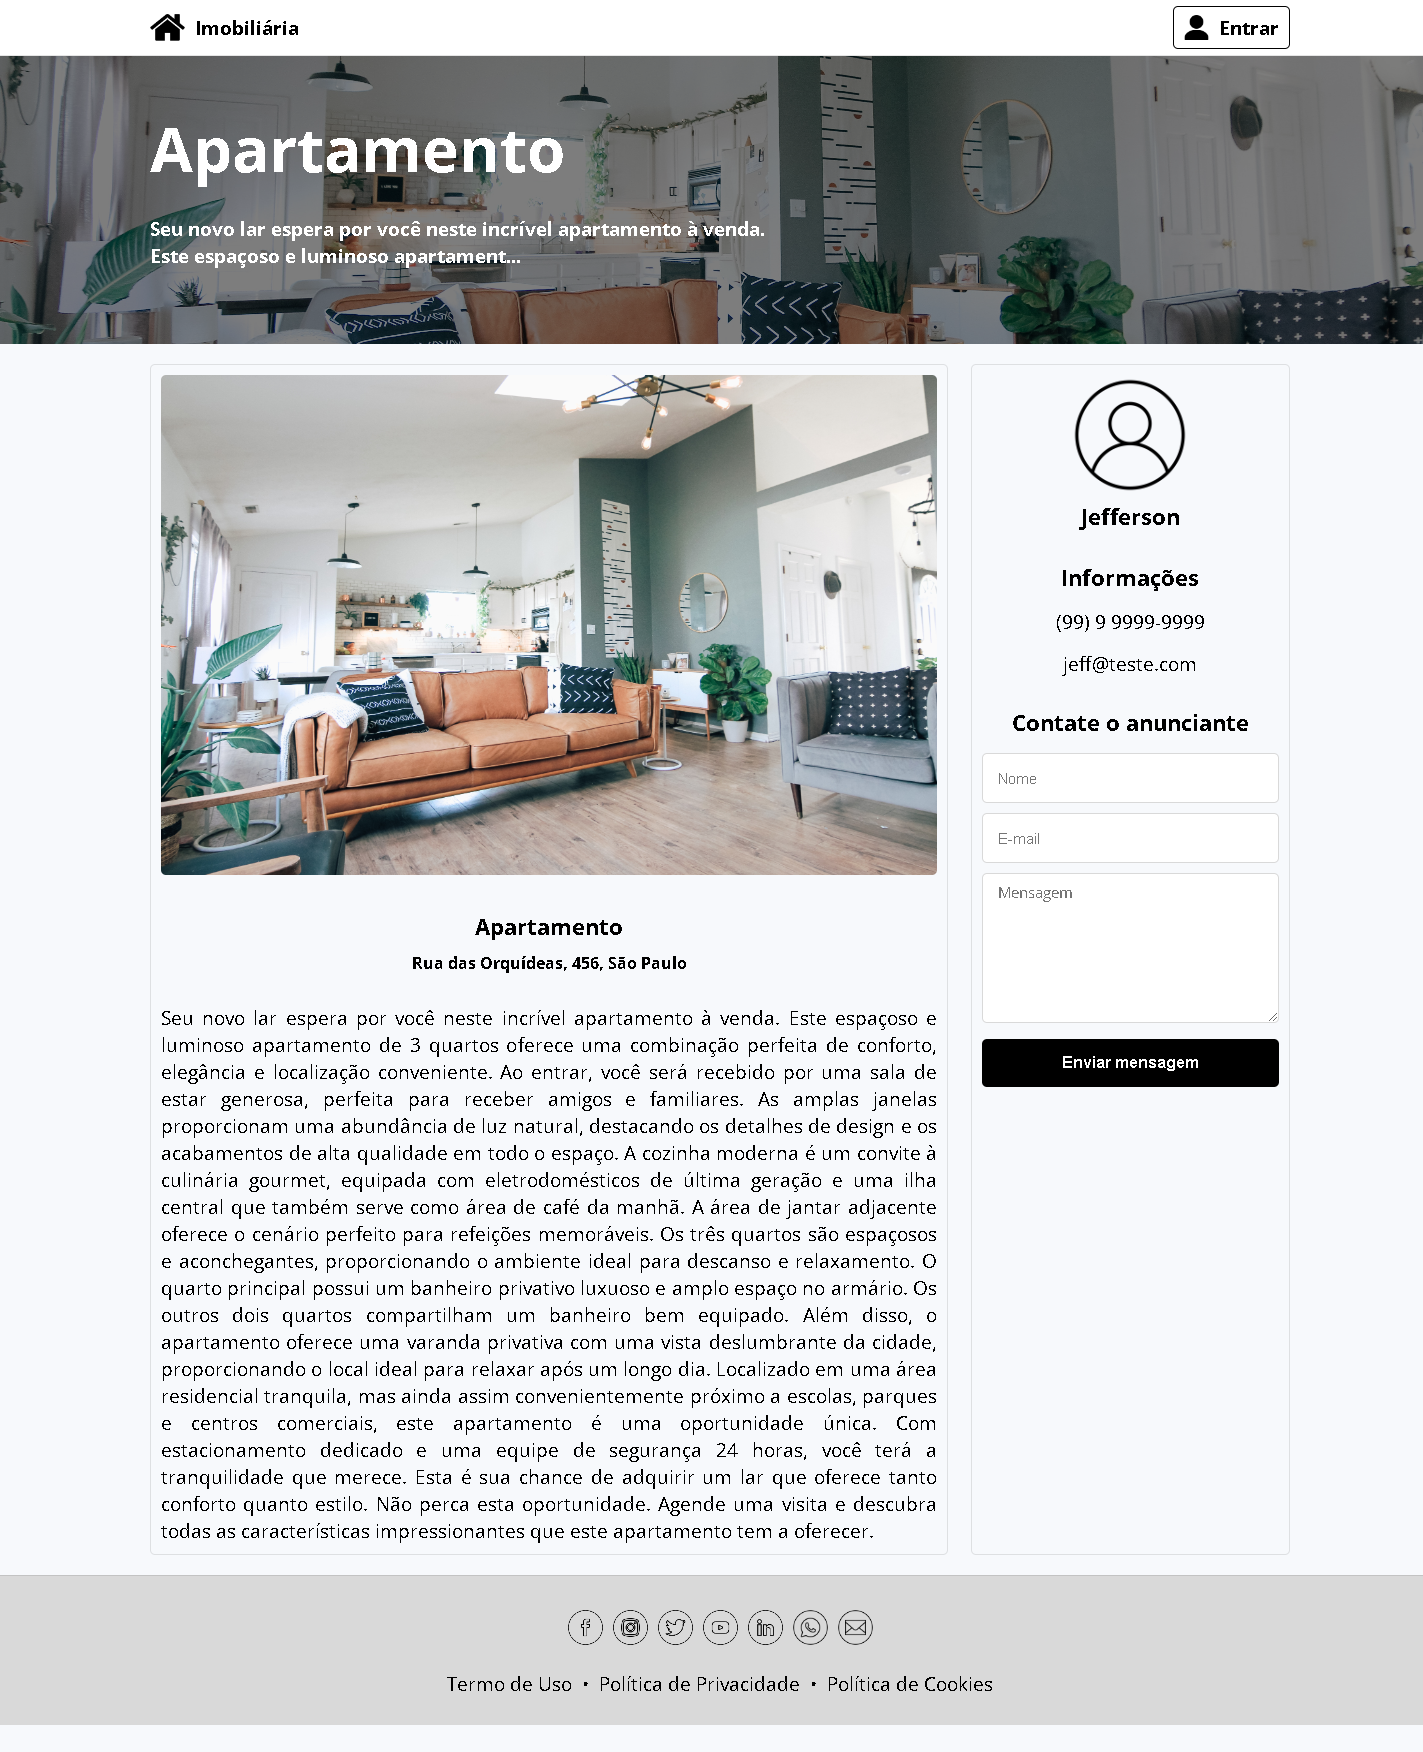 Imobiliária
Entrar
Apartamento
Seu novo lar espera por você neste incrível apartamento à venda.
Este espaçoso e luminoso apartament...
Jefferson
Informações
(99) 9 9999-9999
jeff@teste.com
Contate o anunciante
Nome
E-mail
Mensagem
Enviar mensagem
Apartamento
Rua das Orquídeas, 456, São Paulo
Seu novo lar espera por você neste incrível apartamento à venda. Este espaçoso e
luminoso apartamento de 3 quartos oferece uma combinação perfeita de conforto,
elegância e localização conveniente. Ao entrar, você será recebido por uma sala de
estar generosa, perfeita para receber amigos e familiares. As amplas janelas
proporcionam uma abundância de luz natural, destacando os detalhes de design e os
acabamentos de alta qualidade em todo o espaço. A cozinha moderna é um convite à
culinária gourmet, equipada com eletrodomésticos de última geração e uma ilha
central que também serve como área de café da manhã. A área de jantar adjacente
oferece o cenário perfeito para refeições memoráveis. Os três quartos são espaçosos
e aconchegantes, proporcionando o ambiente ideal para descanso e relaxamento. O
quarto principal possui um banheiro privativo luxuoso e amplo espaço no armário. Os
outros dois quartos compartilham um banheiro bem equipado. Além disso, o
apartamento oferece uma varanda privativa com uma vista deslumbrante da cidade,
proporcionando o local ideal para relaxar após um longo dia. Localizado em uma área
residencial tranquila, mas ainda assim convenientemente próximo a escolas, parques
e centros comerciais, este apartamento é uma oportunidade única. Com
estacionamento dedicado e uma equipe de segurança 24 horas, você terá a
tranquilidade que merece. Esta é sua chance de adquirir um lar que oferece tanto
conforto quanto estilo. Não perca esta oportunidade. Agende uma visita e descubra
todas as características impressionantes que este apartamento tem a oferecer.
Termo de Uso • Política de Privacidade • Política de Cookies